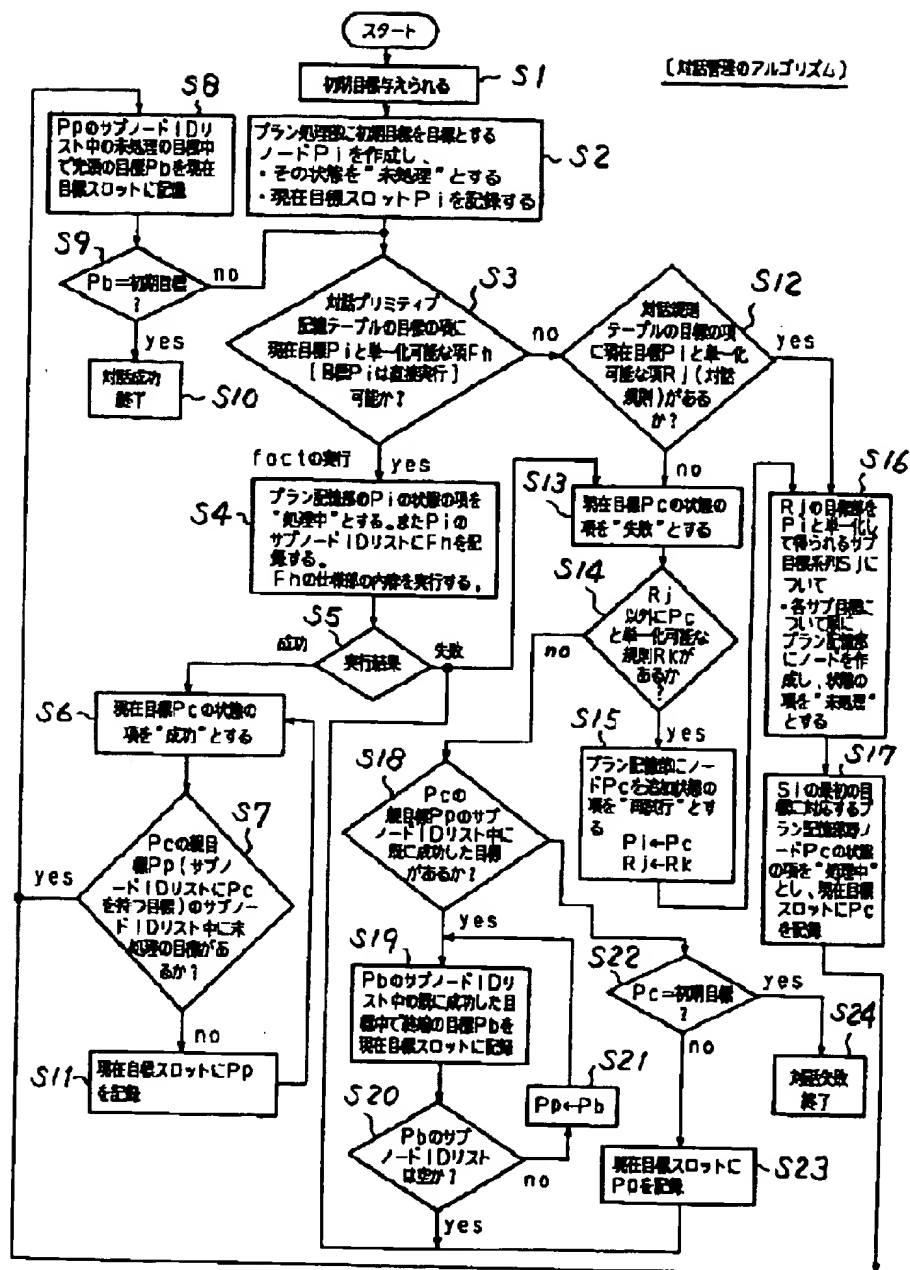 スタート
〔対話管理のアルゴリズム〕
S1
初期目標与えられる
S2
プラン処理部に初期目標を目標とする
ノードPiを作成し、
・その状態を"未処理"とする
・現在目標スロットPiを記録する
S8
PpのサブノードIDリ
スト中の未処理の目標中
で先頭の目標Pbを現在
目標スロットに記録
S9
Pb=初期目標
?
no
yes
S10
対話成功
終了
S3
対話プリミティブ
記憶テーブルの目標の項に
現在目標Piと単一化可能な項Fn
[目標Piは直接実行]
可能か?
no
factの実行
yes
S12
対話規則
テーブルの目標の項
に現在目標Piと単一化
可能な項Rj(対話
規則)がある
か?
yes
no
S4
プラン記憶部のPiの状態の項を
"処理中"とする。またPiの
サブノードIDリストにFnを記
録する。
Fnの仕様部の内容を実行する。
S5
実行結果
成功
失敗
S13
現在目標Pcの状態の
項を"失敗"とする
S14
Rj
以外にPc
と単一化可能な
規則Rkが
あるか
?
no
yes
S16
Rjの目標部を
Piと単一化し
て得られるサブ
目標系列Sjに
ついて
・各サブ目標に
ついて順に
プラン記憶部
にノードを作
成し、状態の
項を"未処理"
とする
S6
現在目標Pcの状態の
項を"成功"とする
S15
プラン記憶部にノー
ドPcを追加状態の
項を"再試行"とす
る
Pi←Pc
Rj←Rk
S17
Siの最初の目
標に対応するプ
ラン記憶部のノ
ードPcの状態
の項を"処理中"
とし、現在目標
スロットにPc
を記録
S7
Pcの親目
標Pp(サブノ
ードIDリストにPc
を持つ目標)のサブノー
ドIDリスト中に未
処理の目標があ
るか?
yes
no
S18
Pcの
親目標Ppのサブ
ノードIDリスト中に
既に成功した目標
があるか?
yes
S11
現在目標スロットにPp
を記録
S19
PbのサブノードIDリ
スト中の既に成功した目
標中で終端の目標Pbを
現在目標スロットに記録
S20
Pbのサブ
ノードIDリスト
は空か?
no
yes
S21
Pp←Pb
S22
Pc=初期目標
?
yes
no
S24
対話失敗
終了
S23
現在目標スロットに
Ppを記録